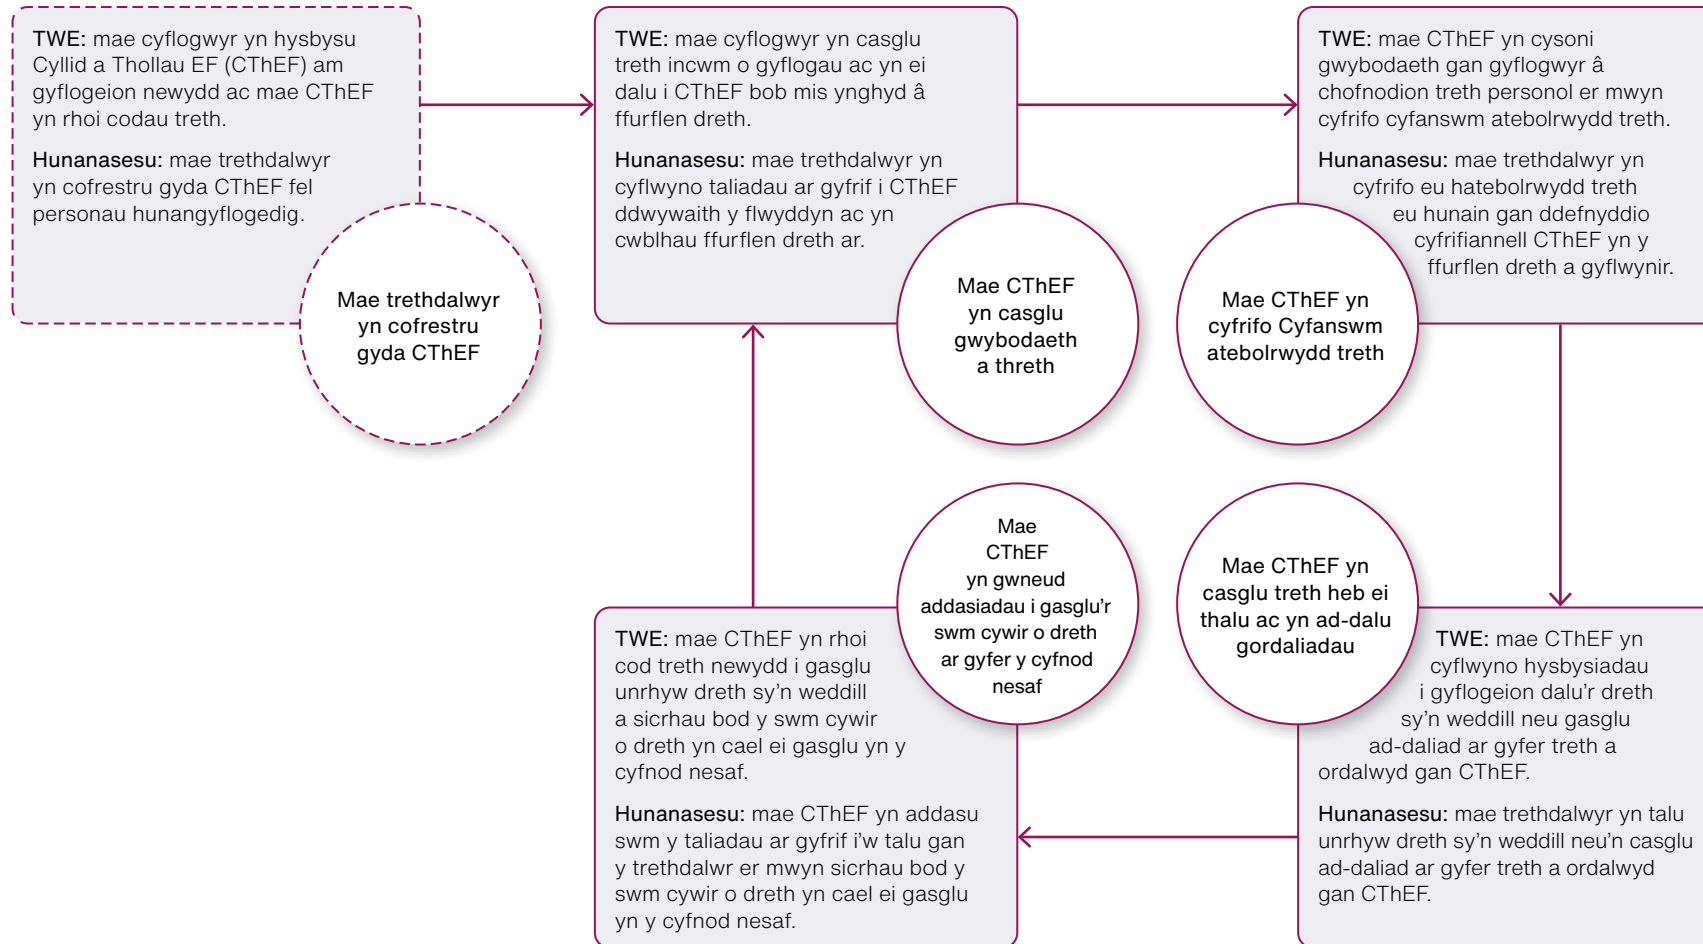 TWE: mae cyflogwyr yn hysbysu
Cyllid a Thollau EF (CThEF) am
gyflogeion newydd ac mae CThEF
yn rhoi codau treth.
Hunanasesu: mae trethdalwyr
yn cofrestru gyda CThEF fel
personau hunangyflogedig.
Mae trethdalwyr
yn cofrestru
gyda CThEF
TWE: mae cyflogwyr yn casglu
treth incwm o gyflogau ac yn ei
dalu i CThEF bob mis ynghyd â
ffurflen dreth.
Hunanasesu: mae trethdalwyr yn
cyflwyno taliadau ar gyfrif i CThEF
ddwywaith y flwyddyn ac yn
cwblhau ffurflen dreth ar.
Mae CThEF
yn casglu
gwybodaeth
a threth
TWE: mae CThEF yn cysoni
gwybodaeth gan gyflogwyr â
chofnodion treth personol er mwyn
cyfrifo cyfanswm atebolrwydd treth.
Hunanasesu: mae trethdalwyr yn
cyfrifo eu hatebolrwydd treth
eu hunain gan ddefnyddio
cyfrifiannell CThEF yn y
ffurflen dreth a gyflwynir.
Mae CThEF yn
cyfrifo Cyfanswm
atebolrwydd treth
TWE: mae CThEF yn
cyflwyno hysbysiadau
i gyflogeion dalu'r dreth
sy'n weddill neu gasglu
ad-daliad ar gyfer treth a
ordalwyd gan CThEF.
Hunanasesu: mae trethdalwyr yn talu
unrhyw dreth sy'n weddill neu'n casglu
ad-daliad ar gyfer treth a ordalwyd
gan CThEF.
Mae CThEF yn
casglu treth heb ei
thalu ac yn ad-dalu
gordaliadau
TWE: mae CThEF yn rhoi
cod treth newydd i gasglu
unrhyw dreth sy'n weddill
a sicrhau bod y swm cywir
o dreth yn cael ei gasglu yn y
cyfnod nesaf.
Hunanasesu: mae CThEF yn addasu
swm y taliadau ar gyfrif i'w talu gan
y trethdalwr er mwyn sicrhau bod y
swm cywir o dreth yn cael ei gasglu
yn y cyfnod nesaf.
Mae
CThEF
yn gwneud
addasiadau i gasglu'r
swm cywir o dreth
ar gyfer y cyfnod
nesaf